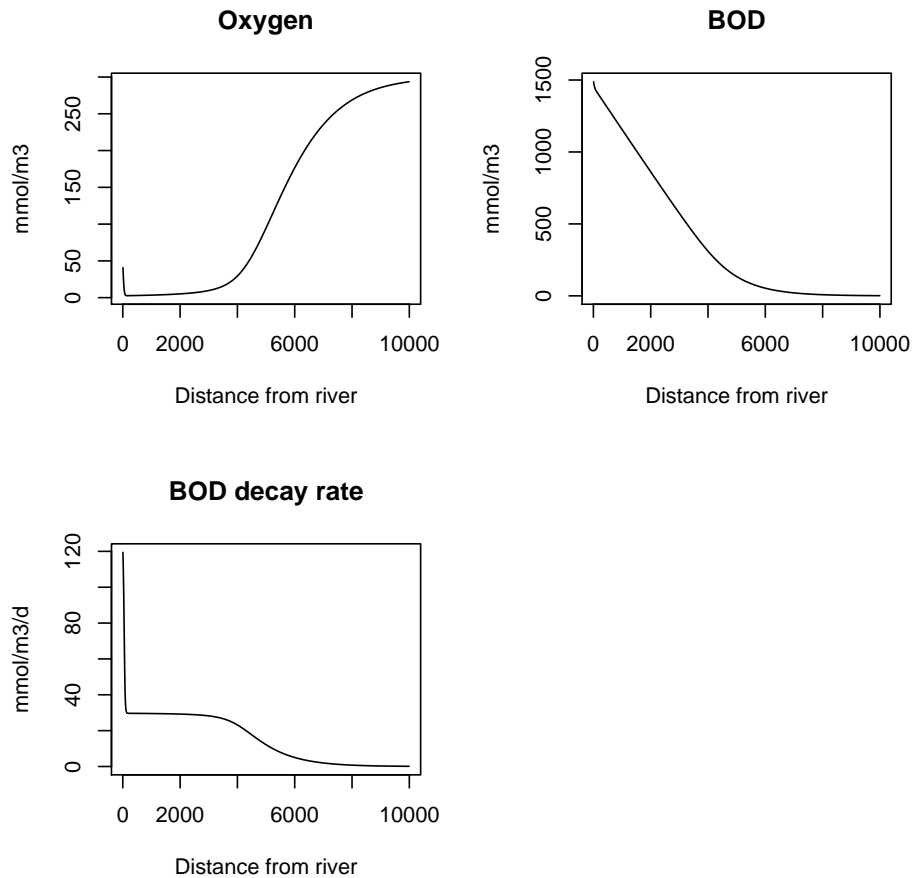 Oxygen
mmol/m3
0 50 150 250
0 2000 6000 10000
Distance from river
BOD
mmol/m3
0 500 1000 1500
0 2000 6000 10000
Distance from river
BOD decay rate
mmol/m3/d
0 40 80 120
0 2000 6000 10000
Distance from river